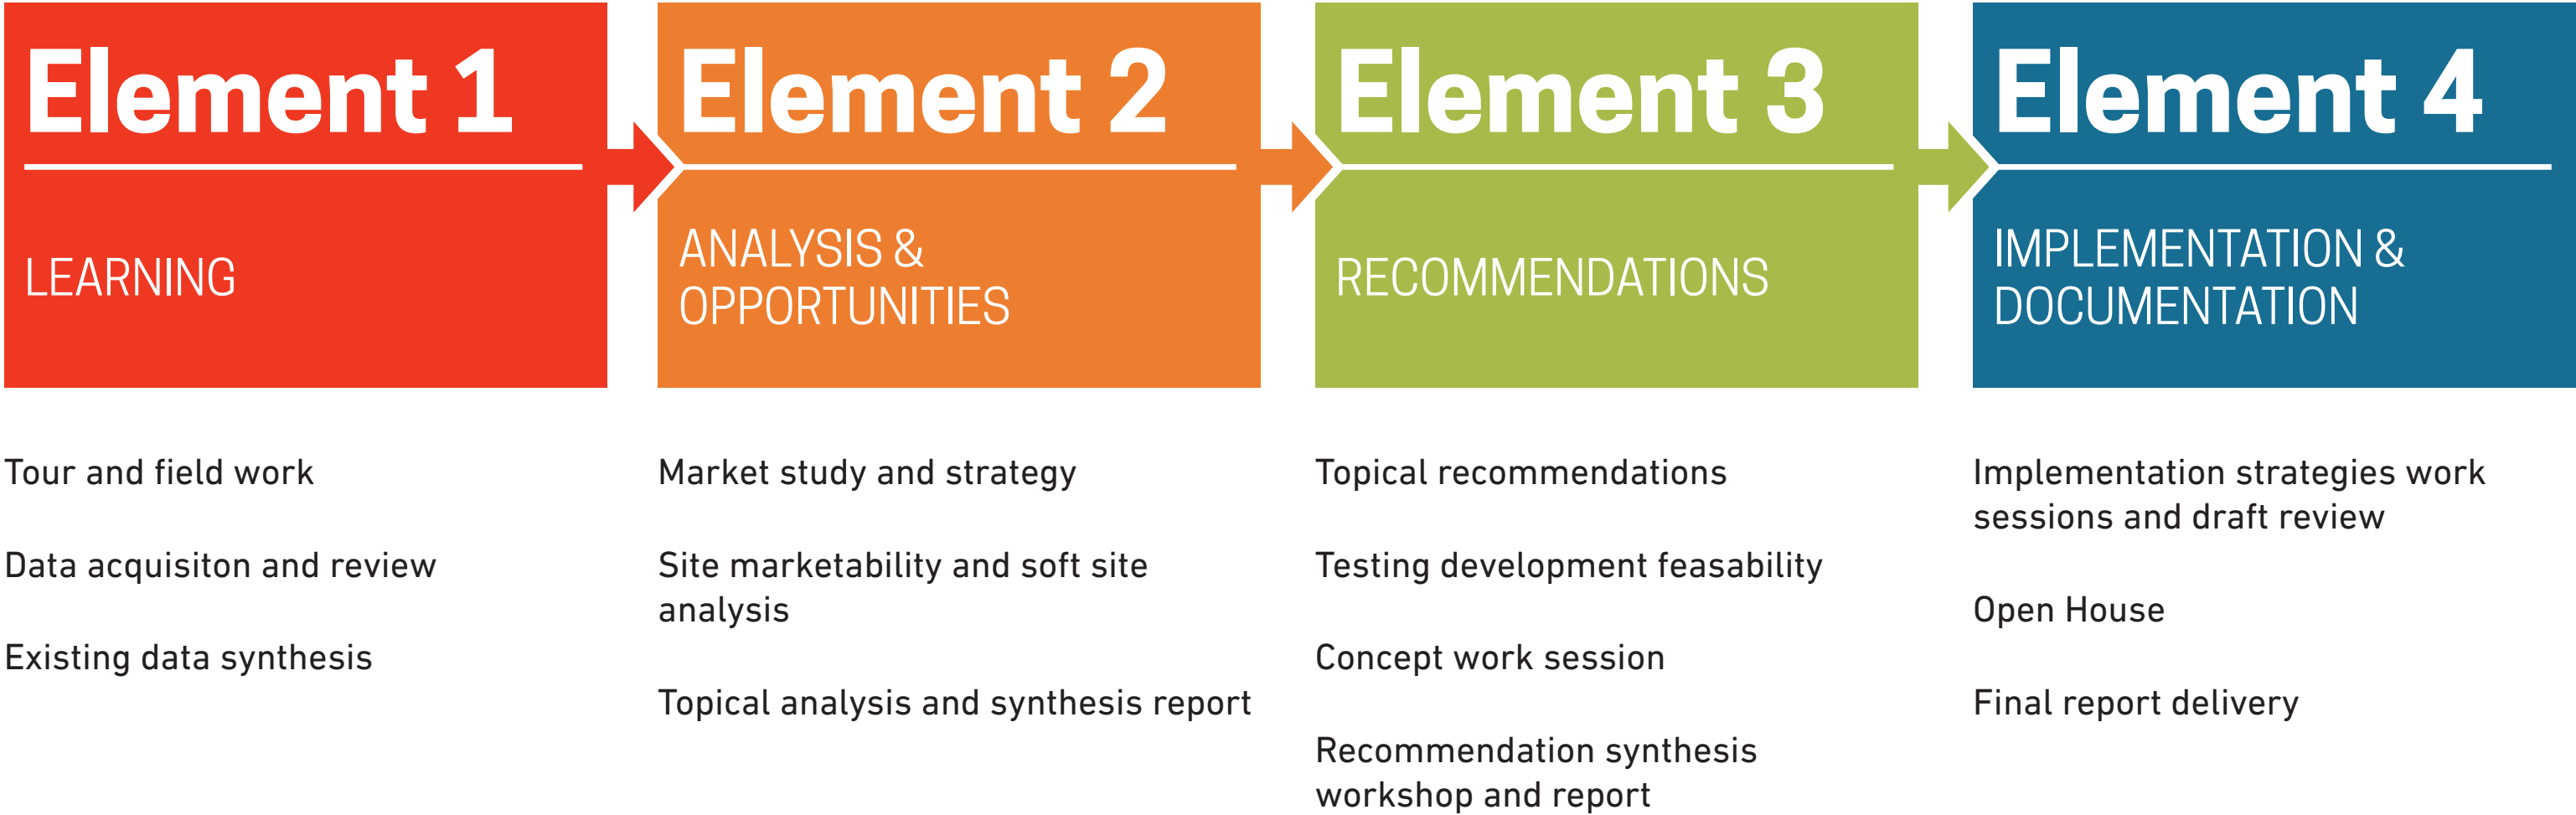 Element 1
LEARNING
Tour and field work
Data acquisiton and review
Existing data synthesis
Element 2
ANALYSIS &
OPPORTUNITIES
Market study and strategy
Site marketability and soft site
analysis
Topical analysis and synthesis report
Element 3
RECOMMENDATIONS
Topical recommendations
Testing development feasability
Concept work session
Recommendation synthesis
workshop and report
Element 4
IMPLEMENTATION &
DOCUMENTATION
Implementation strategies work
sessions and draft review
Open House
Final report delivery